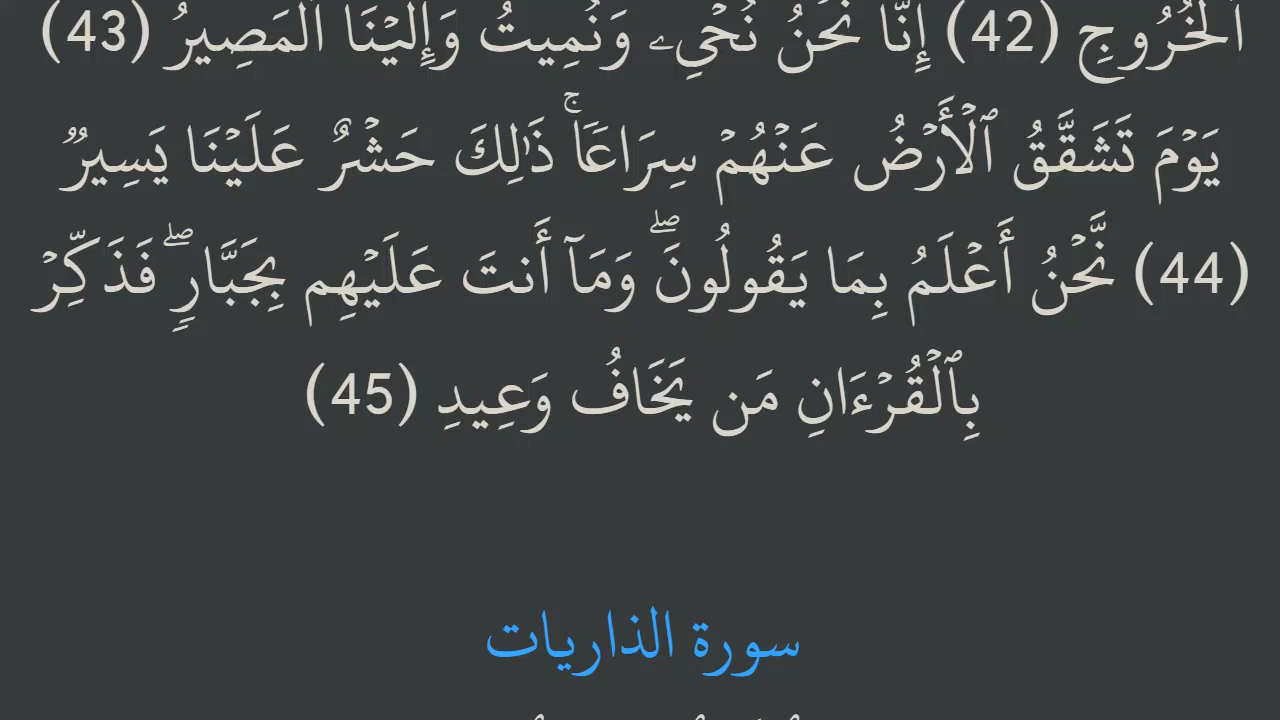 ٱلْخُرُوجِ (42) إِنَّا نَحْنُ نُحْىِۦ وَنُمِيتُ وَإِلَيْنَا ٱلْمَصِيرُ (43)
يَوْمَ تَشَقَّقُ ٱلْأَرْضُ عَنْهُمْ سِرَاعًا ۚ ذَٰلِكَ حَشْرٌ عَلَيْنَا يَسِيرٌ
(44) نَّحْنُ أَعْلَمُ بِمَا يَقُولُونَ ۖ وَمَآ أَنتَ عَلَيْهِم بِجَبَّارٍ ۖ فَذَكِّرْ
بِٱلْقُرْءَانِ مَن يَخَافُ وَعِيدِ (45)
سورة الذاريات